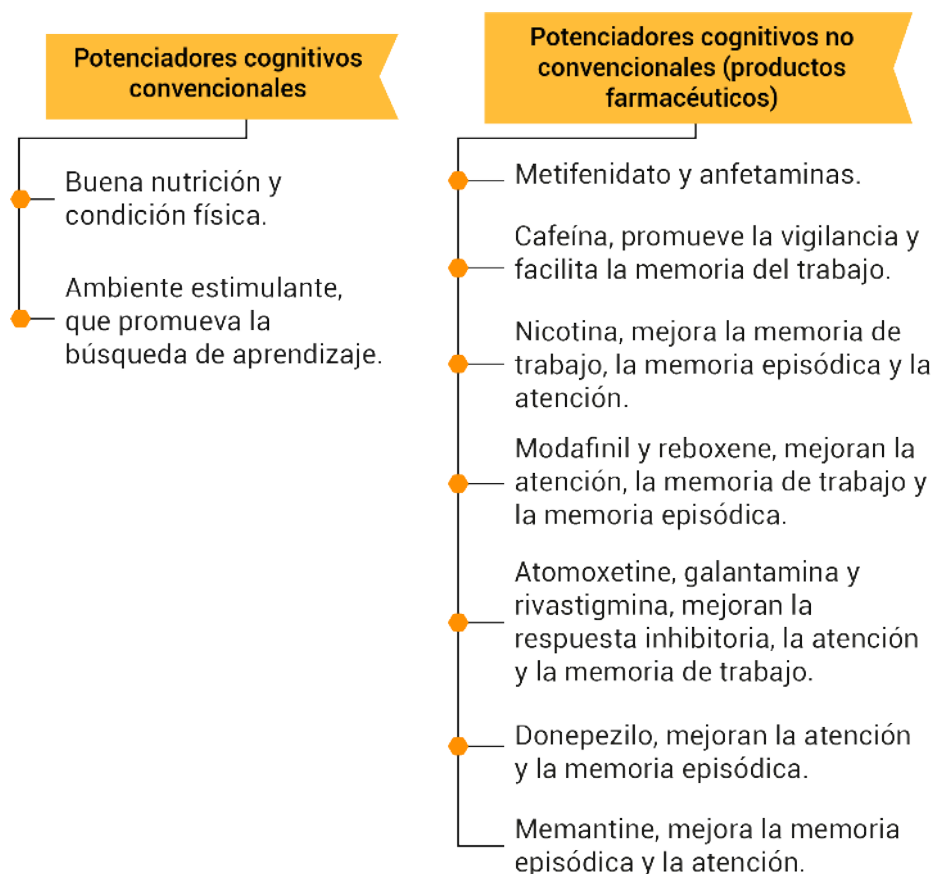 Potenciadores cognitivos
convencionales
Buena nutrición y
condición física.
Ambiente estimulante,
que promueva la
búsqueda de aprendizaje.
Potenciadores cognitivos no
convencionales (productos
farmacéuticos)
Metifenidato y anfetaminas.
Cafeína, promueve la vigilancia y
facilita la memoria del trabajo.
Nicotina, mejora la memoria de
trabajo, la memoria episódica y la
atención.
Modafinil y reboxene, mejoran la
atención, la memoria de trabajo y
la memoria episódica.
Atomoxetine, galantamina y
rivastigmina, mejoran la
respuesta inhibitoria, la atención
y la memoria de trabajo.
Donepezilo, mejoran la atención
y la memoria episódica.
Memantine, mejora la memoria
episódica y la atención.